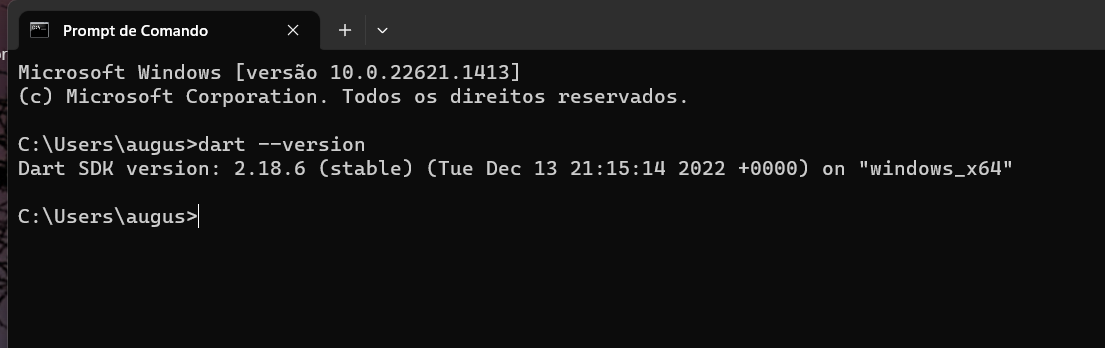 Prompt de Comando
Microsoft Windows [versão 10.0.22621.1413]
(c) Microsoft Corporation. Todos os direitos reservados.
C:\Users\augus>dart --version
Dart SDK version: 2.18.6 (stable) (Tue Dec 13 21:15:14 2022 +0000) on "windows_x64"
C:\Users\augus>